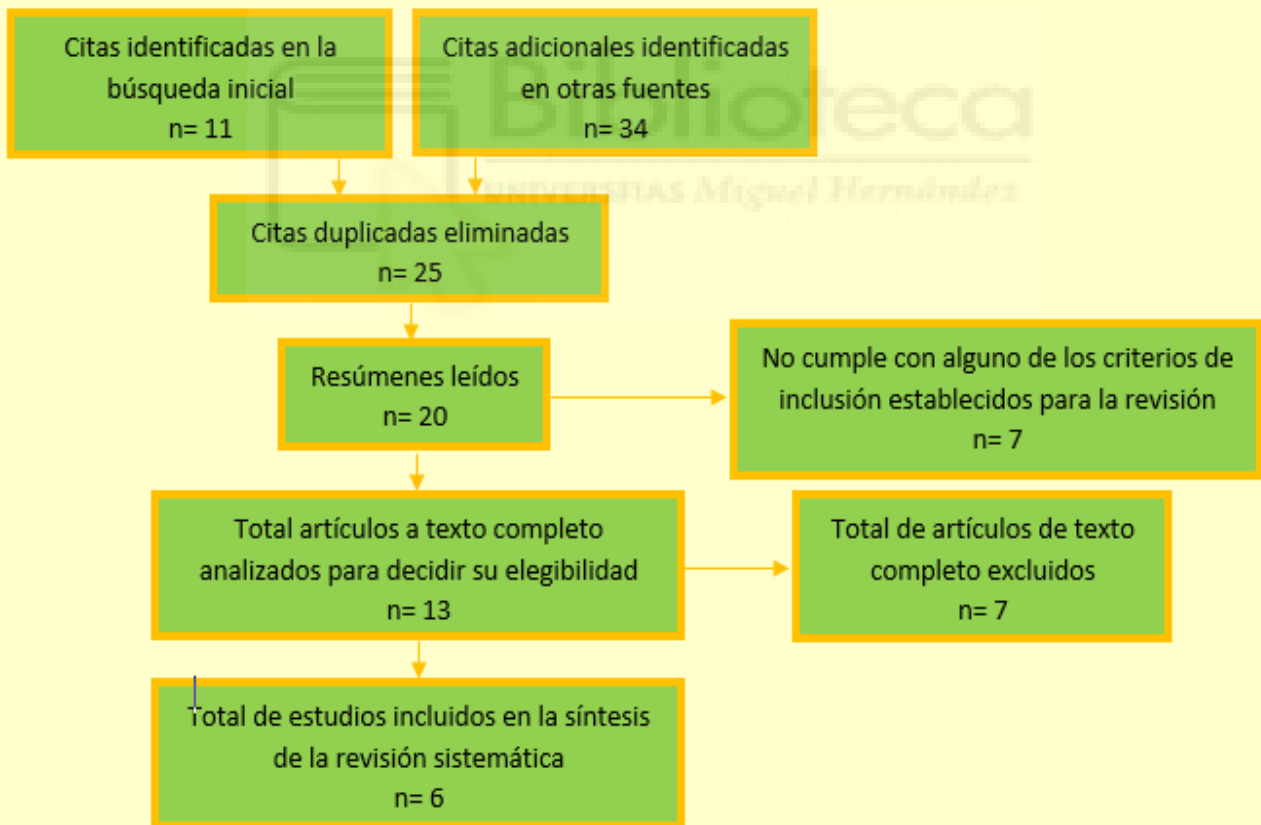 Citas identificadas en la
búsqueda inicial
n= 11
Citas adicionales identificadas
en otras fuentes
n= 34
Biblioteca
UNIVERSITAS Miguel Hernández
Citas duplicadas eliminadas
n= 25
Resúmenes leídos
n= 20
No cumple con alguno de los criterios de
inclusión establecidos para la revisión
n= 7
Total artículos a texto completo
analizados para decidir su elegibilidad
n= 13
Total de artículos de texto
completo excluidos
n= 7
Total de estudios incluidos en la síntesis
de la revisión sistemática
n= 6